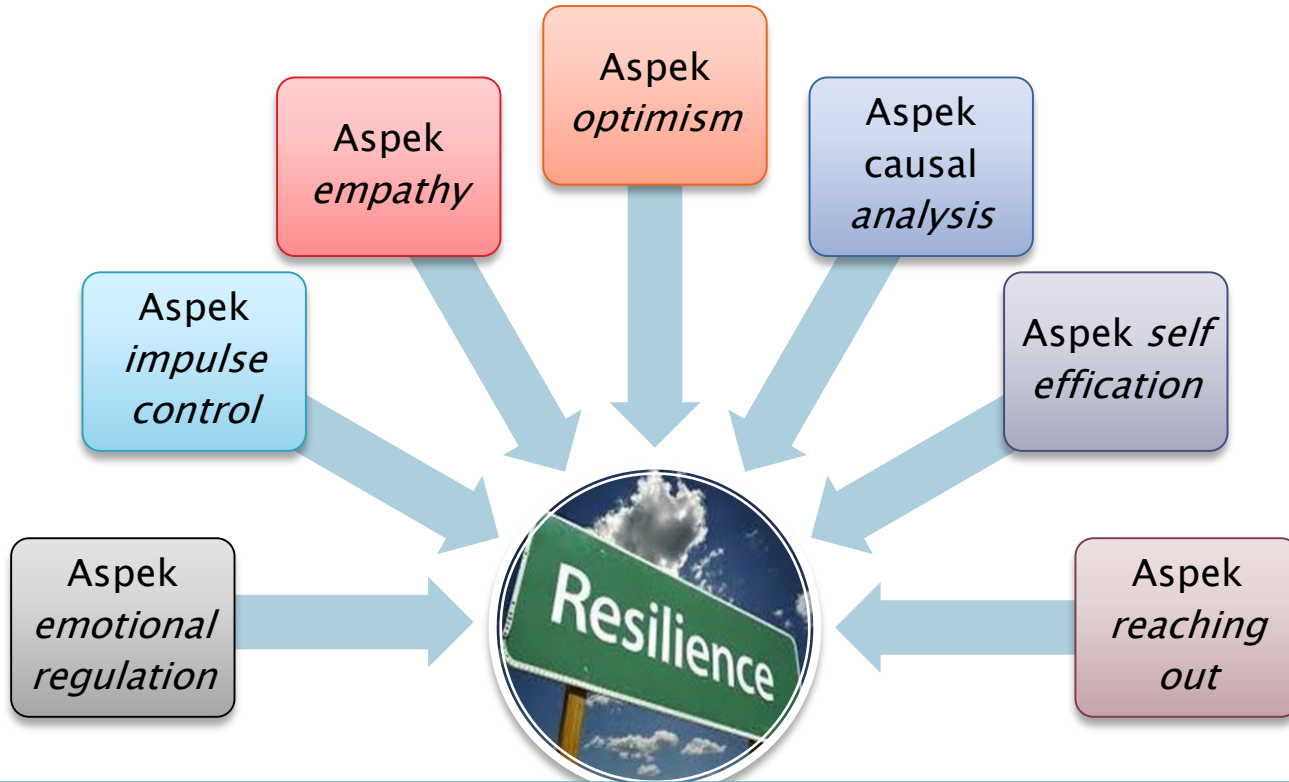 Aspek
emotional
regulation
Aspek
impulse
control
Aspek
empathy
Aspek
optimism
Aspek
causal
analysis
Aspek self
effication
Aspek
reaching
out
Resilience